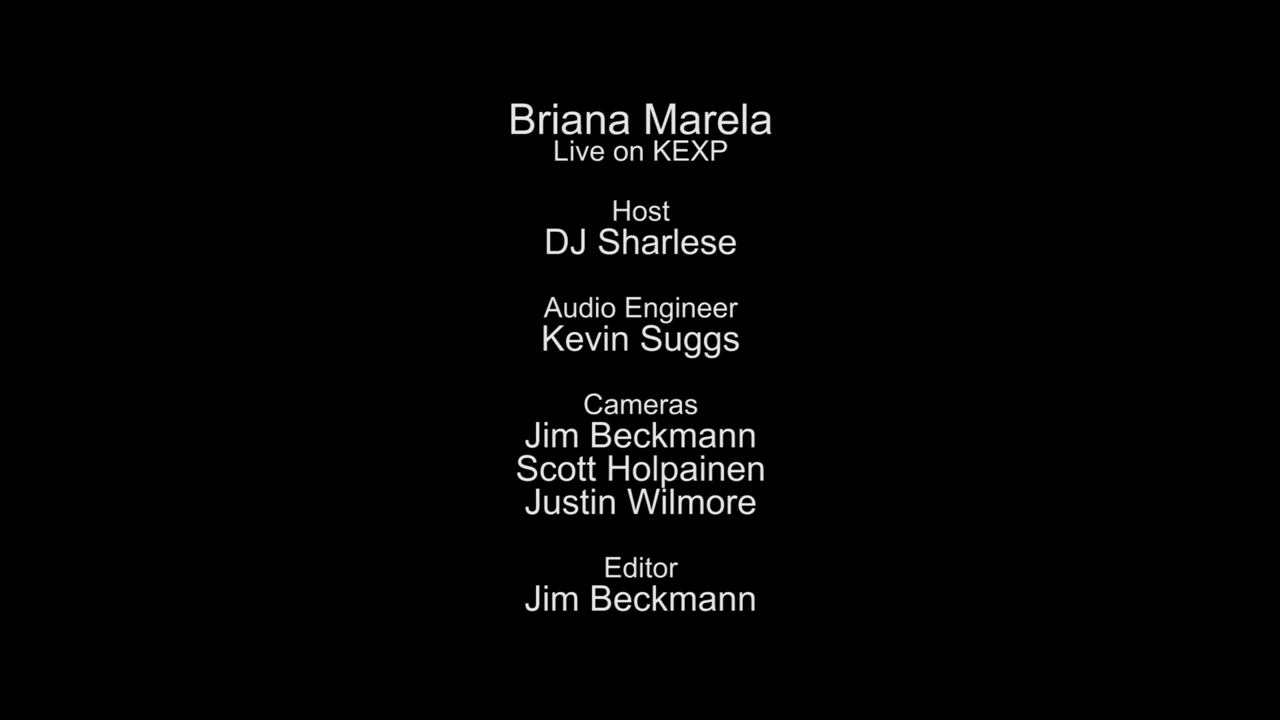 Briana Marela
Live on KEXP
Host
DJ Sharlese
Audio Engineer
Kevin Suggs
Cameras
Jim Beckmann
Scott Holpainen
Justin Wilmore
Editor
Jim Beckmann